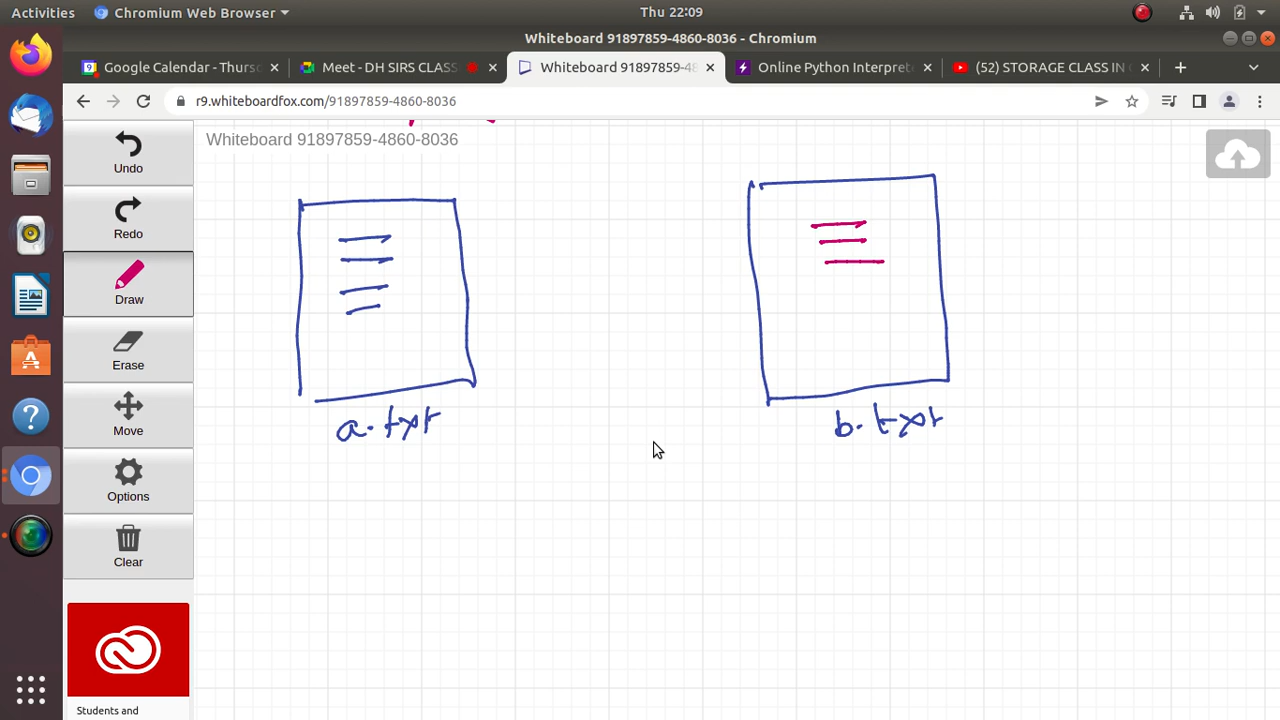 Activities
Chromium Web Browser
Thu 22:09
Whiteboard 91897859-4860-8036 - Chromium
Google Calendar - Thurs
Meet - DH SIRS CLASS
Whiteboard 91897859-48
Online Python Interpret
(52) STORAGE CLASS IN
r9.whiteboardfox.com/91897859-4860-8036
Whiteboard 91897859-4860-8036
Undo
Redo
Draw
Erase
Move
Options
Clear
Students and
a.txt
b.txt